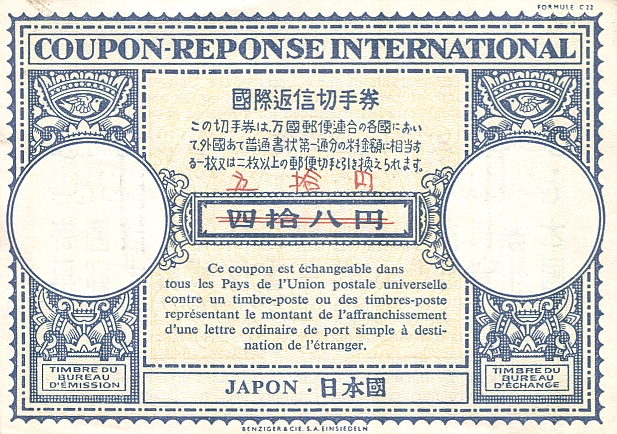 FORMULE C 22
COUPON-REPONSE INTERNATIONAL
國際返信切手券
この切手券は、万國郵便連合の各國におい
て、外國あて普通書状第一通分の料金額に相当す
る一枚又は二枚以上の郵便切手と引き換えられます。
五拾円
四拾八円
Ce coupon est échangeable dans
tous les Pays de l'Union postale universelle
contre un timbre-poste ou des timbres-poste
représentant le montant de l'affranchissement
d'une lettre ordinaire de port simple à desti-
nation de l'étranger.
TIMBRE DU
BUREAU
D'ÉMISSION
TIMBRE DU
BUREAU
D'ÉCHANGE
JAPON · 日本國
BENZIGER & CIE. S.A. EINSIEDELN